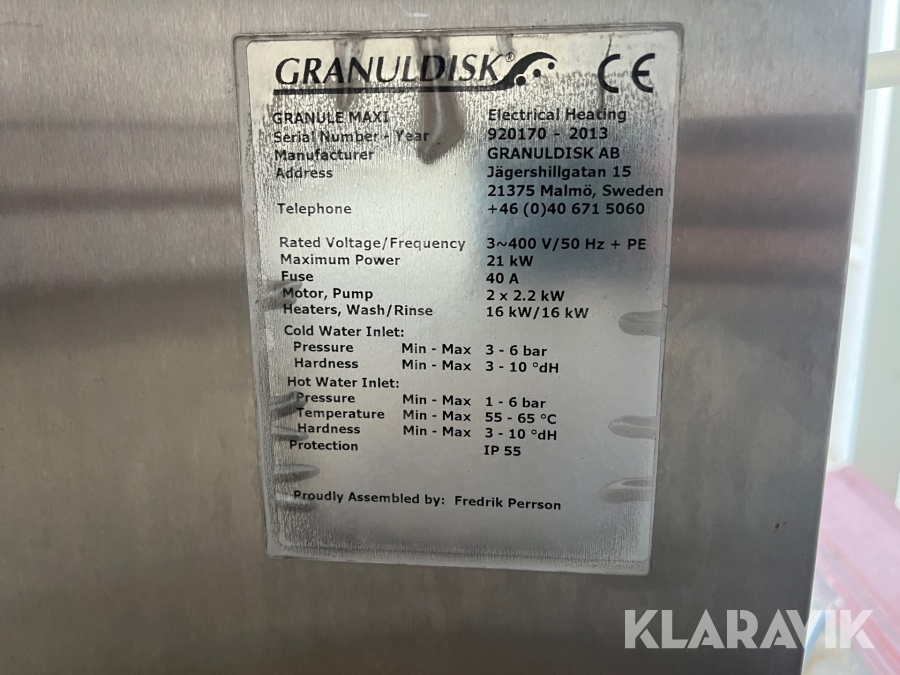 GRANULDISK® CE
GRANULE MAXI Electrical Heating
Serial Number - Year 920170 - 2013
Manufacturer GRANULDISK AB
Address Jägershillgatan 15
21375 Malmö, Sweden
Telephone +46 (0)40 671 5060
Rated Voltage/Frequency 3~400 V/50 Hz + PE
Maximum Power 21 kW
Fuse 40 A
Motor, Pump 2 x 2.2 kW
Heaters, Wash/Rinse 16 kW/16 kW
Cold Water Inlet:
Pressure Min - Max 3 - 6 bar
Hardness Min - Max 3 - 10 °dH
Hot Water Inlet:
Pressure Min - Max 1 - 6 bar
Temperature Min - Max 55 - 65 °C
Hardness Min - Max 3 - 10 °dH
Protection IP 55
Proudly Assembled by: Fredrik Perrson
KLARAVIK